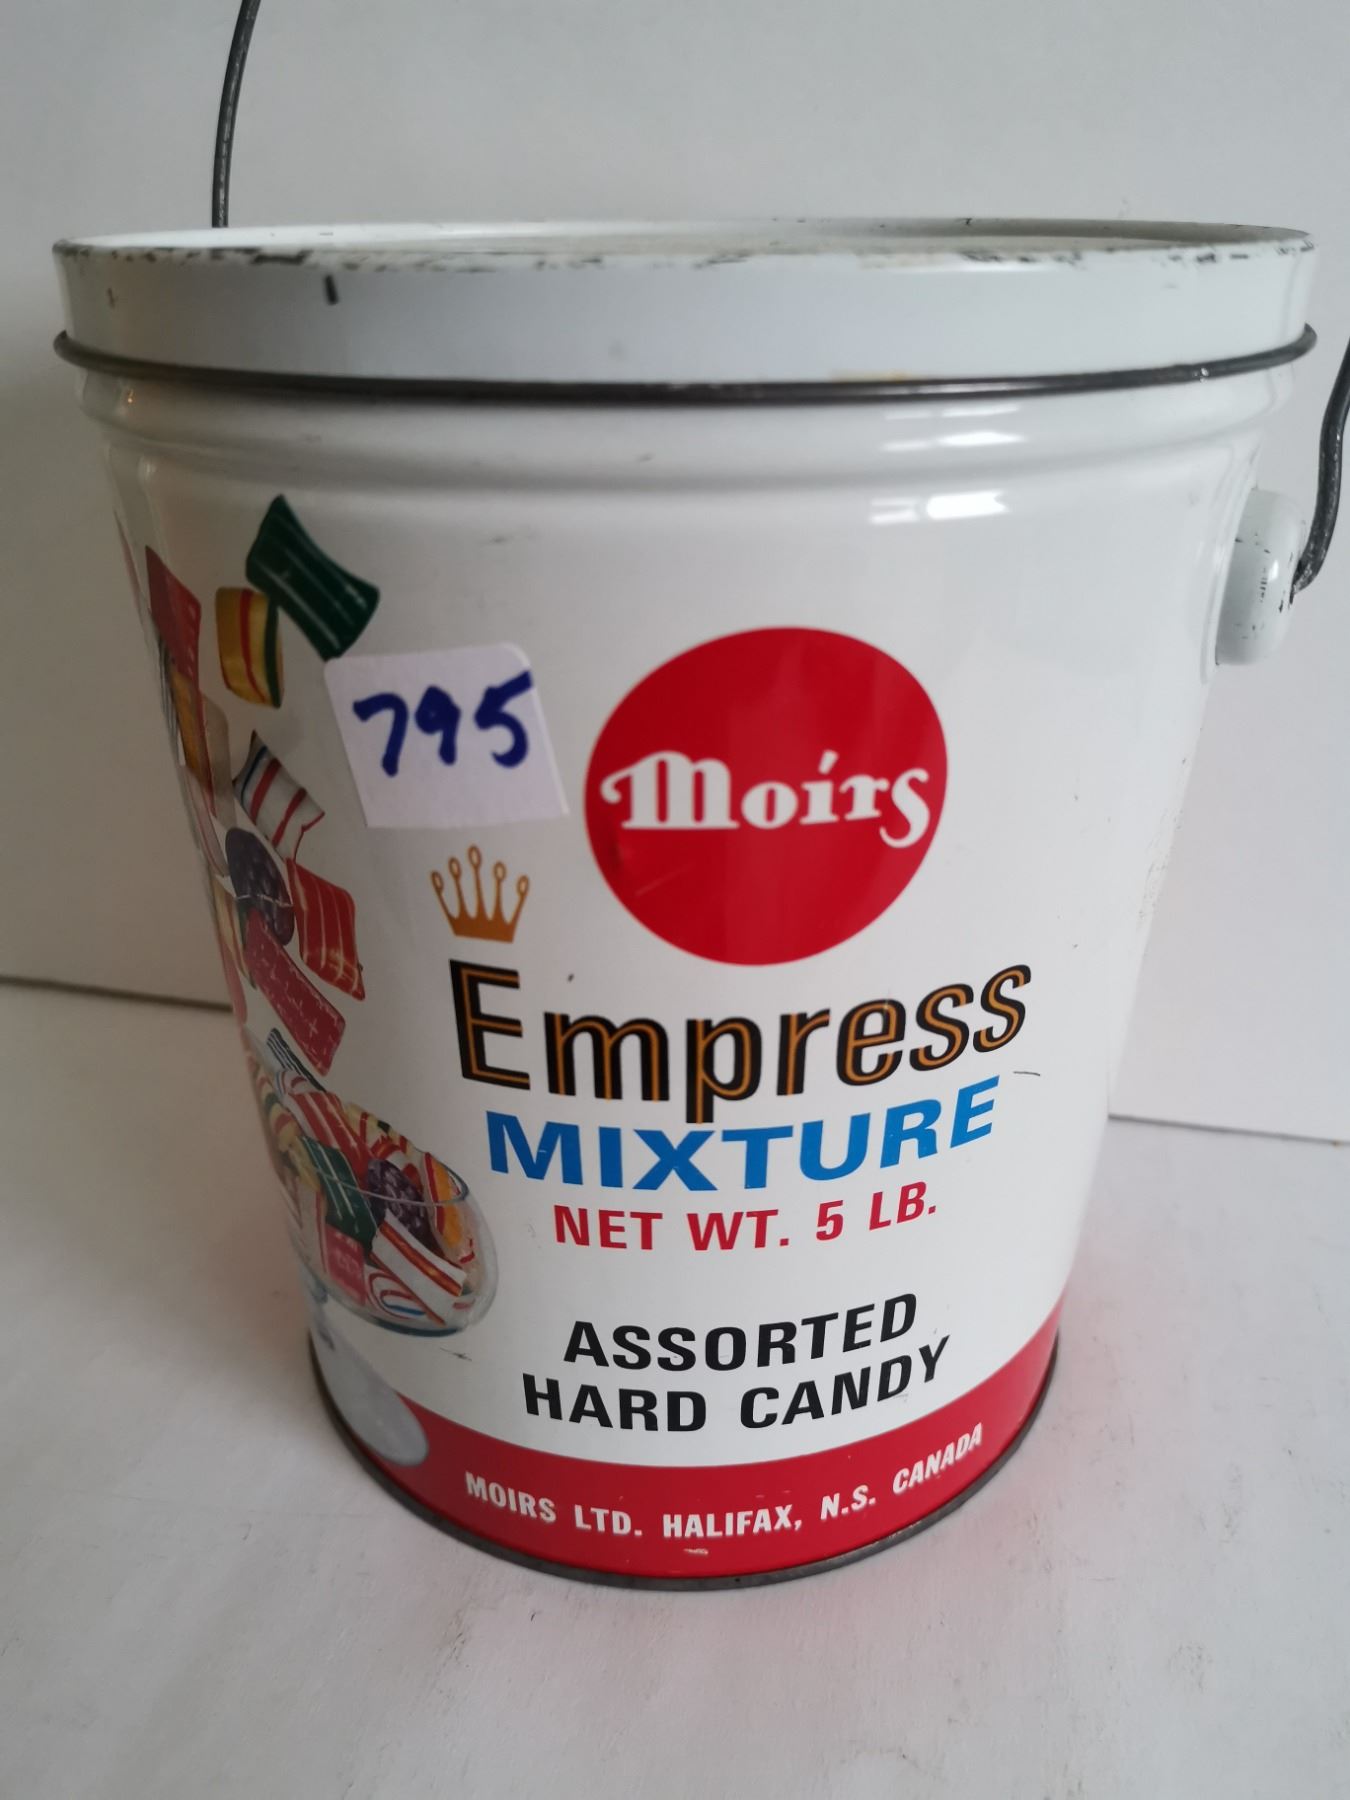 795
Moirs
Empress
MIXTURE
NET WT. 5 LB.
ASSORTED
HARD CANDY
MOIRS LTD. HALIFAX, N.S. CANADA